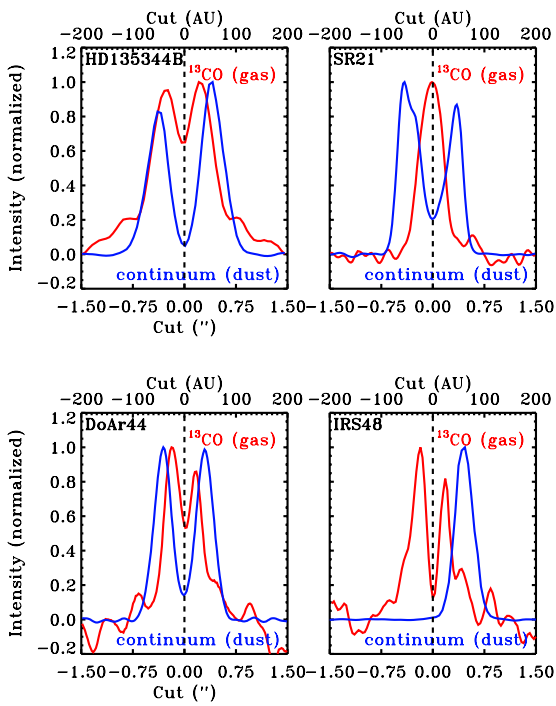 Cut (AU) Cut (AU)
−200 −100 0 100 200 −200 −100 0 100 200
HD135344B SR21
¹³CO (gas) ¹³CO (gas)
1.2
1.0
0.8
0.6
0.4
0.2
0.0
−0.2
Intensity (normalized)
continuum (dust) continuum (dust)
−1.50 −0.75 0.00 0.75 1.50 −1.50 −0.75 0.00 0.75 1.50
Cut (")
Cut (AU) Cut (AU)
−200 −100 0 100 200 −200 −100 0 100 200
DoAr44 IRS48
¹³CO (gas) ¹³CO (gas)
1.2
1.0
0.8
0.6
0.4
0.2
0.0
−0.2
Intensity (normalized)
continuum (dust) continuum (dust)
−1.50 −0.75 0.00 0.75 1.50 −1.50 −0.75 0.00 0.75 1.50
Cut (")